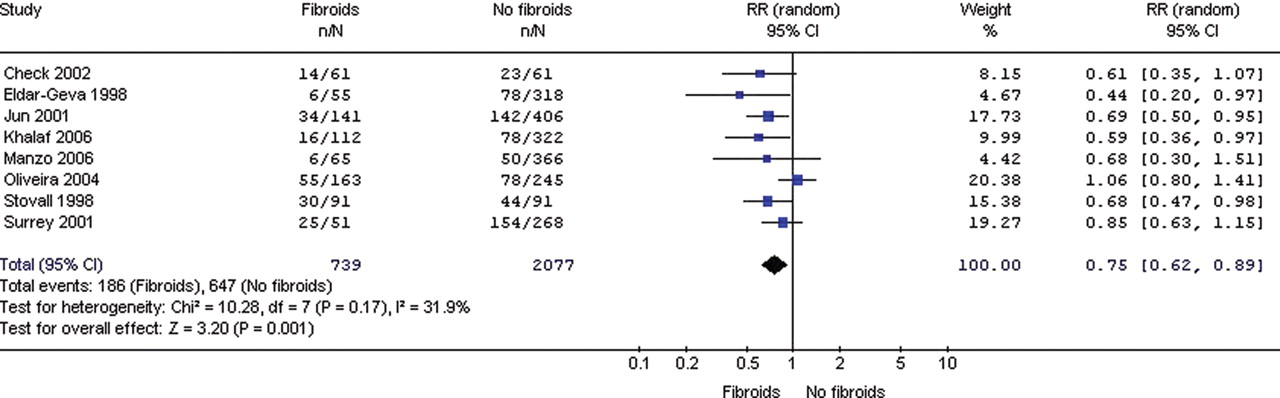 Study Fibroids No fibroids RR (random) Weight RR (random)
n/N n/N 95% CI % 95% CI
Check 2002 14/61 23/61 8.15 0.61 [0.35, 1.07]
Eldar-Geva 1998 6/55 78/318 4.67 0.44 [0.20, 0.97]
Jun 2001 34/141 142/406 17.73 0.69 [0.50, 0.95]
Khalaf 2006 16/112 78/322 9.99 0.59 [0.36, 0.97]
Manzo 2006 6/65 50/366 4.42 0.68 [0.30, 1.51]
Oliveira 2004 55/163 78/245 20.38 1.06 [0.80, 1.41]
Stovall 1998 30/91 44/91 15.38 0.68 [0.47, 0.98]
Surrey 2001 25/51 154/268 19.27 0.85 [0.63, 1.15]
Total (95% CI) 739 2077 100.00 0.75 [0.62, 0.89]
Total events: 186 (Fibroids), 647 (No fibroids)
Test for heterogeneity: Chi² = 10.28, df = 7 (P = 0.17), I² = 31.9%
Test for overall effect: Z = 3.20 (P = 0.001)
0.1 0.2 0.5 1 2 5 10
Fibroids No fibroids